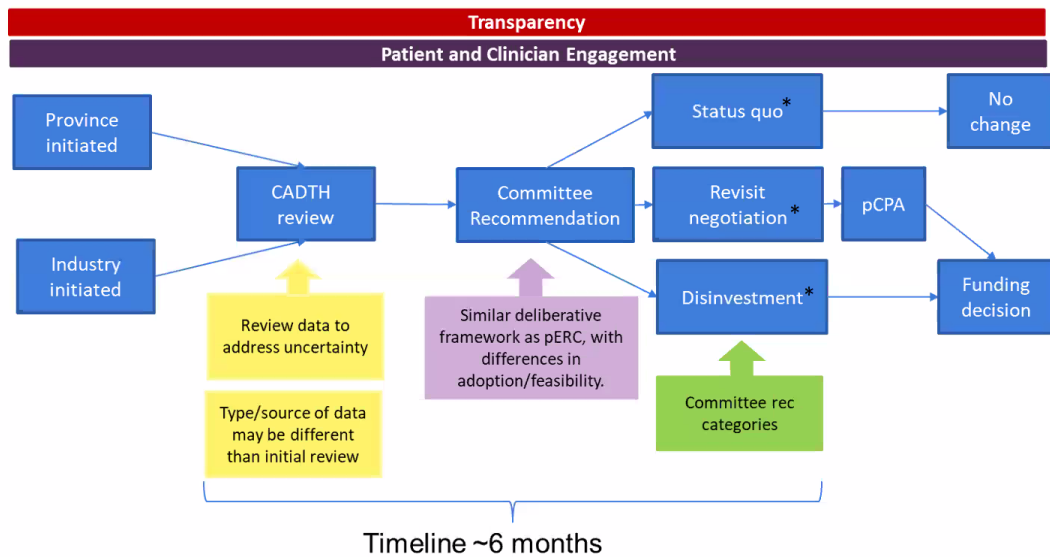 Transparency
Patient and Clinician Engagement
Province
initiated
Industry
initiated
CADTH
review
Committee
Recommendation
Status quo*
Revisit
negotiation*
Disinvestment*
No
change
pCPA
Funding
decision
Review data to
address uncertainty
Type/source of data
may be different
than initial review
Similar deliberative
framework as pERC, with
differences in
adoption/feasibility.
Committee rec
categories
Timeline ~6 months